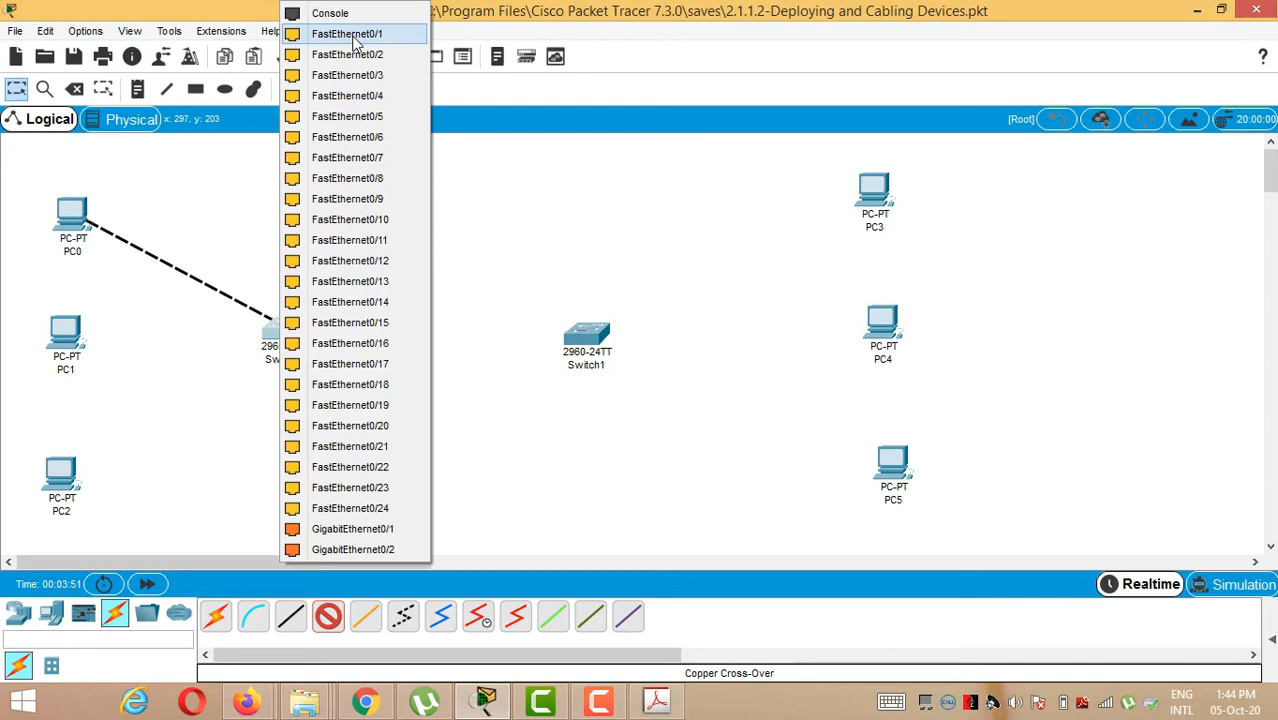 :\Program Files\Cisco Packet Tracer 7.3.0\saves\2.1.1.2-Deploying and Cabling Devices.pkt
File Edit Options View Tools Extensions Help
Console
FastEthernet0/1
FastEthernet0/2
FastEthernet0/3
FastEthernet0/4
FastEthernet0/5
FastEthernet0/6
FastEthernet0/7
FastEthernet0/8
FastEthernet0/9
FastEthernet0/10
FastEthernet0/11
FastEthernet0/12
FastEthernet0/13
FastEthernet0/14
FastEthernet0/15
FastEthernet0/16
FastEthernet0/17
FastEthernet0/18
FastEthernet0/19
FastEthernet0/20
FastEthernet0/21
FastEthernet0/22
FastEthernet0/23
FastEthernet0/24
GigabitEthernet0/1
GigabitEthernet0/2
Logical Physical x: 297, y: 203 [Root] 20:00:00
PC-PT
PC0
PC-PT
PC1
PC-PT
PC2
296
Sw
2960-24TT
Switch1
PC-PT
PC3
PC-PT
PC4
PC-PT
PC5
Time: 00:03:51 Realtime Simulation
Copper Cross-Over
ENG
INTL
1:44 PM
05-Oct-20